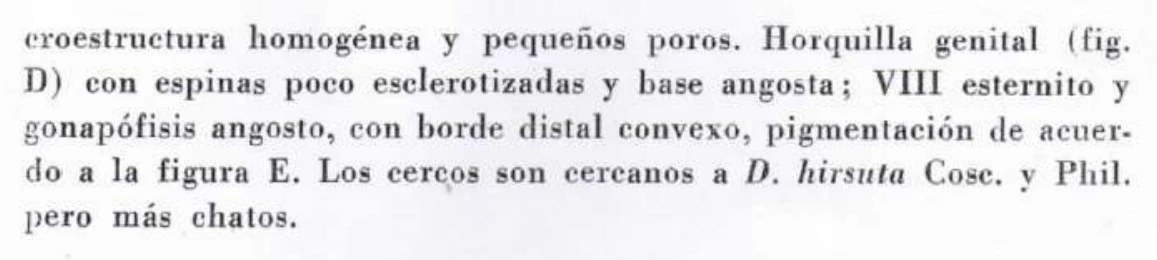 croestructura homogénea y pequeños poros. Horquilla genital (fig.
D) con espinas poco esclerotizadas y base angosta; VIII esternito y
gonapófisis angosto, con borde distal convexo, pigmentación de acuer-
do a la figura E. Los cercos son cercanos a D. hirsuta Cosc. y Phil.
pero más chatos.